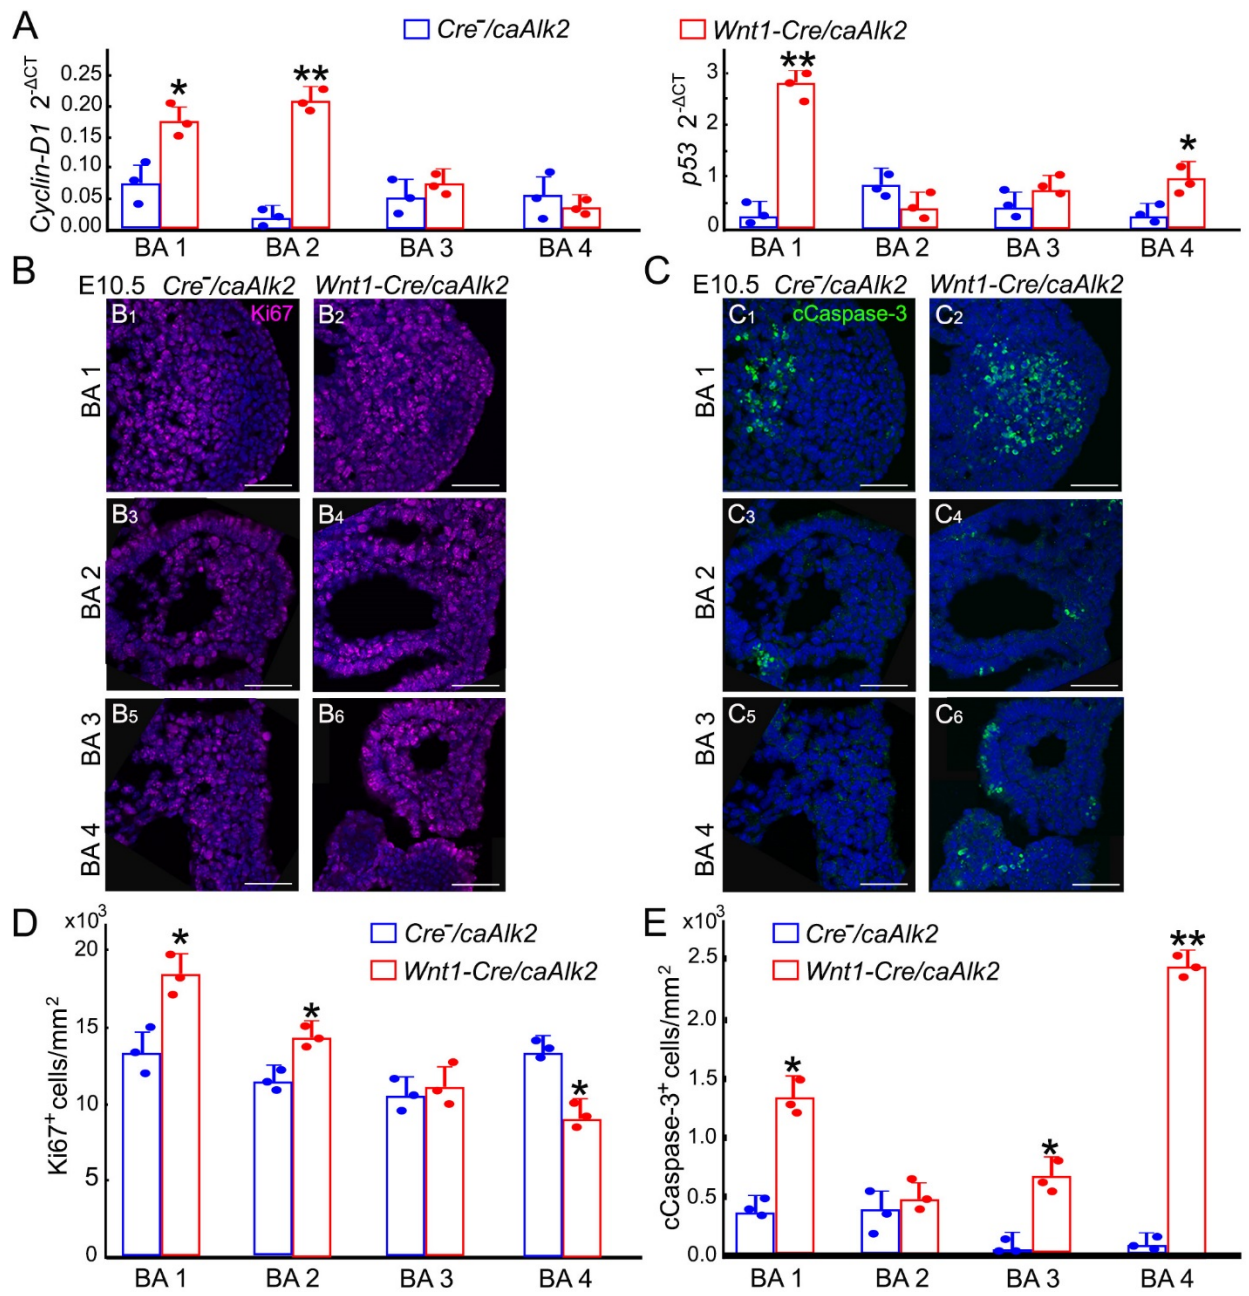 A
Cre⁻/caAlk2
Wnt1-Cre/caAlk2
Cyclin-D1 2^-ΔCT
0.25
0.20
0.15
0.10
0.05
0.00
*
**
BA 1
BA 2
BA 3
BA 4
p53 2^-ΔCT
3
2
1
0
**
*
BA 1
BA 2
BA 3
BA 4
B
E10.5 Cre⁻/caAlk2 Wnt1-Cre/caAlk2
B1 Ki67
B2
BA 1
B3
B4
BA 2
B5
B6
BA 3
BA 4
C
E10.5 Cre⁻/caAlk2 Wnt1-Cre/caAlk2
C1 cCaspase-3
C2
BA 1
C3
C4
BA 2
C5
C6
BA 3
BA 4
D
x10³
Cre⁻/caAlk2
Wnt1-Cre/caAlk2
Ki67⁺ cells/mm²
20
15
10
5
0
*
*
*
BA 1
BA 2
BA 3
BA 4
E
x10³
Cre⁻/caAlk2
Wnt1-Cre/caAlk2
cCaspase-3⁺ cells/mm²
2.5
2.0
1.5
1.0
0.5
0.0
*
*
**
BA 1
BA 2
BA 3
BA 4